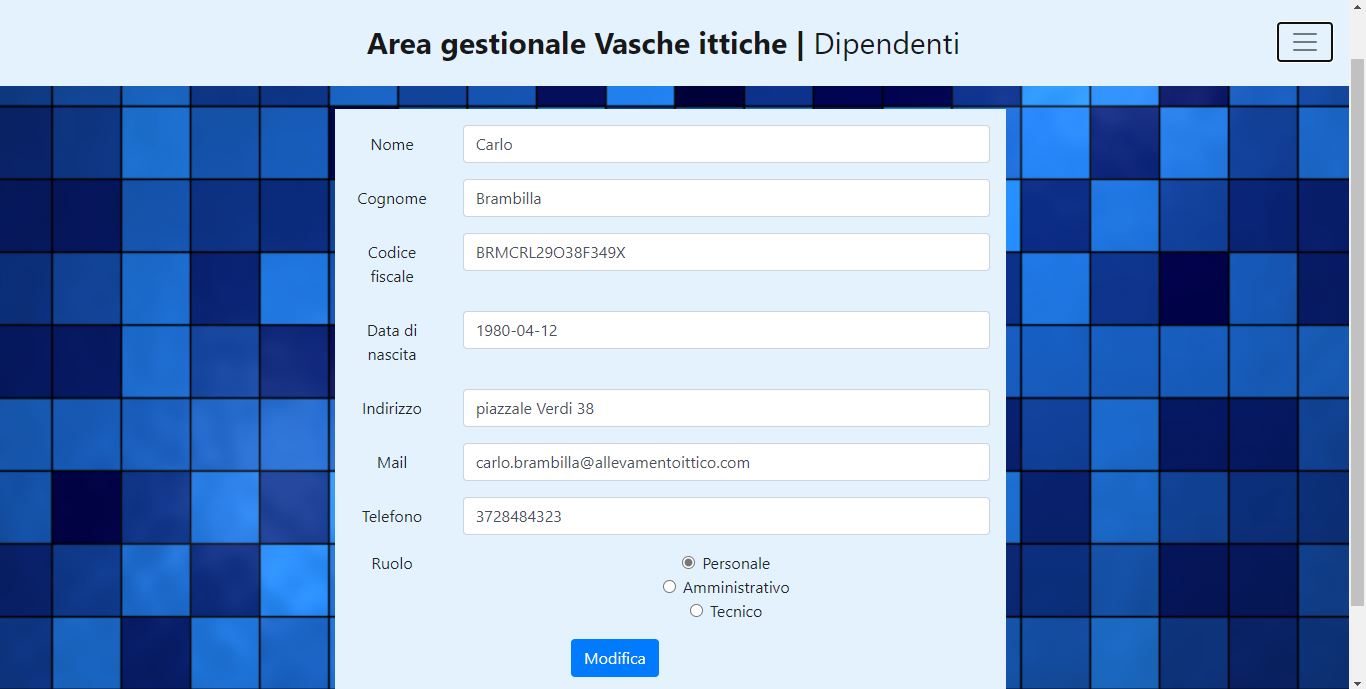 Area gestionale Vasche ittiche | Dipendenti
Nome Carlo
Cognome Brambilla
Codice fiscale BRMCRL29O38F349X
Data di nascita 1980-04-12
Indirizzo piazzale Verdi 38
Mail carlo.brambilla@allevamentoittico.com
Telefono 3728484323
Ruolo Personale
Amministrativo
Tecnico
Modifica